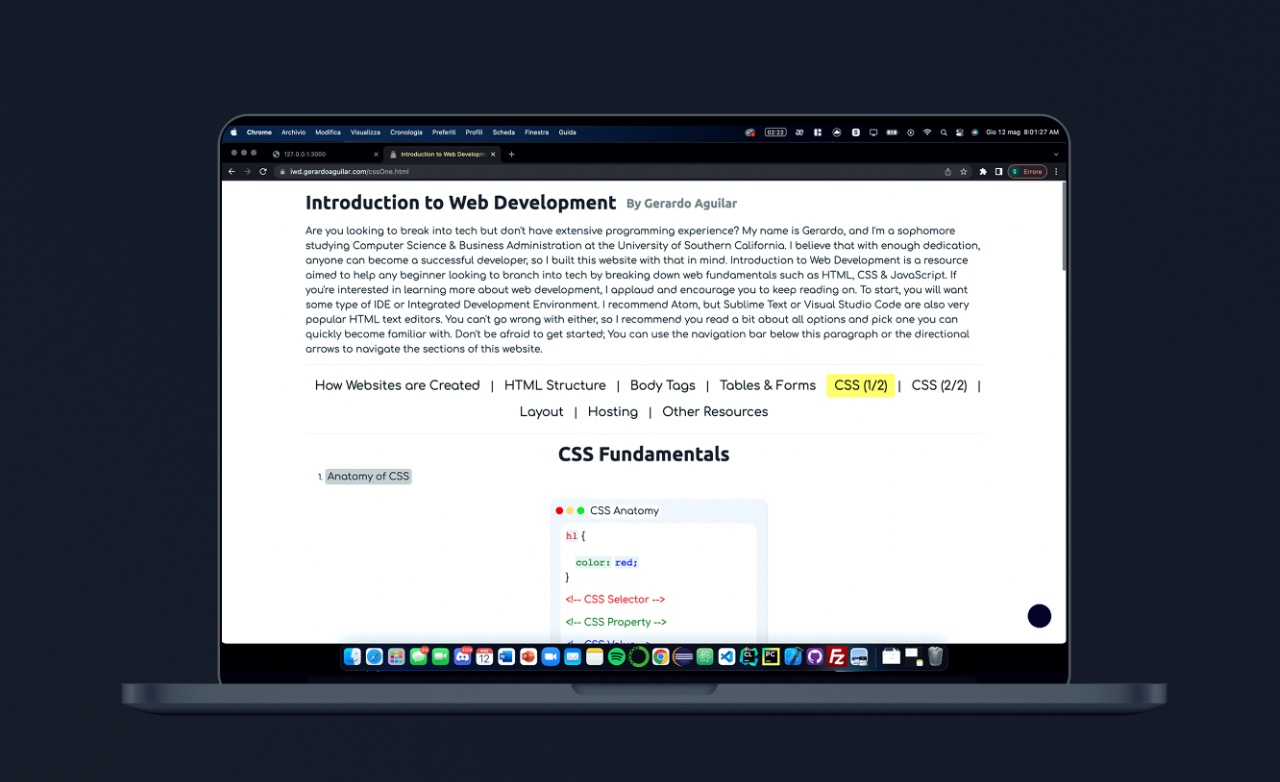 Chrome Archivio Modifica Visualizza Cronologia Preferiti Profili Scheda Finestra Guida 02:22 Gio 12 mag 8:01:27 AM
127.0.0.1:3000 Introduction to Web Develop
iwd.gerardoaguilar.com/cssOne.html Errore
Introduction to Web Development By Gerardo Aguilar
Are you looking to break into tech but don't have extensive programming experience? My name is Gerardo, and I'm a sophomore
studying Computer Science & Business Administration at the University of Southern California. I believe that with enough dedication,
anyone can become a successful developer, so I built this website with that in mind. Introduction to Web Development is a resource
aimed to help any beginner looking to branch into tech by breaking down web fundamentals such as HTML, CSS & JavaScript. If
you're interested in learning more about web development, I applaud and encourage you to keep reading on. To start, you will want
some type of IDE or Integrated Development Environment. I recommend Atom, but Sublime Text or Visual Studio Code are also very
popular HTML text editors. You can't go wrong with either, so I recommend you read a bit about all options and pick one you can
quickly become familiar with. Don't be afraid to get started; You can use the navigation bar below this paragraph or the directional
arrows to navigate the sections of this website.
How Websites are Created | HTML Structure | Body Tags | Tables & Forms CSS (1/2) | CSS (2/2) |
Layout | Hosting | Other Resources
CSS Fundamentals
1. Anatomy of CSS
CSS Anatomy
h1 {
color: red;
}
<!-- CSS Selector -->
<!-- CSS Property -->
<!-- CSS Value -->
12 CL PC FZ